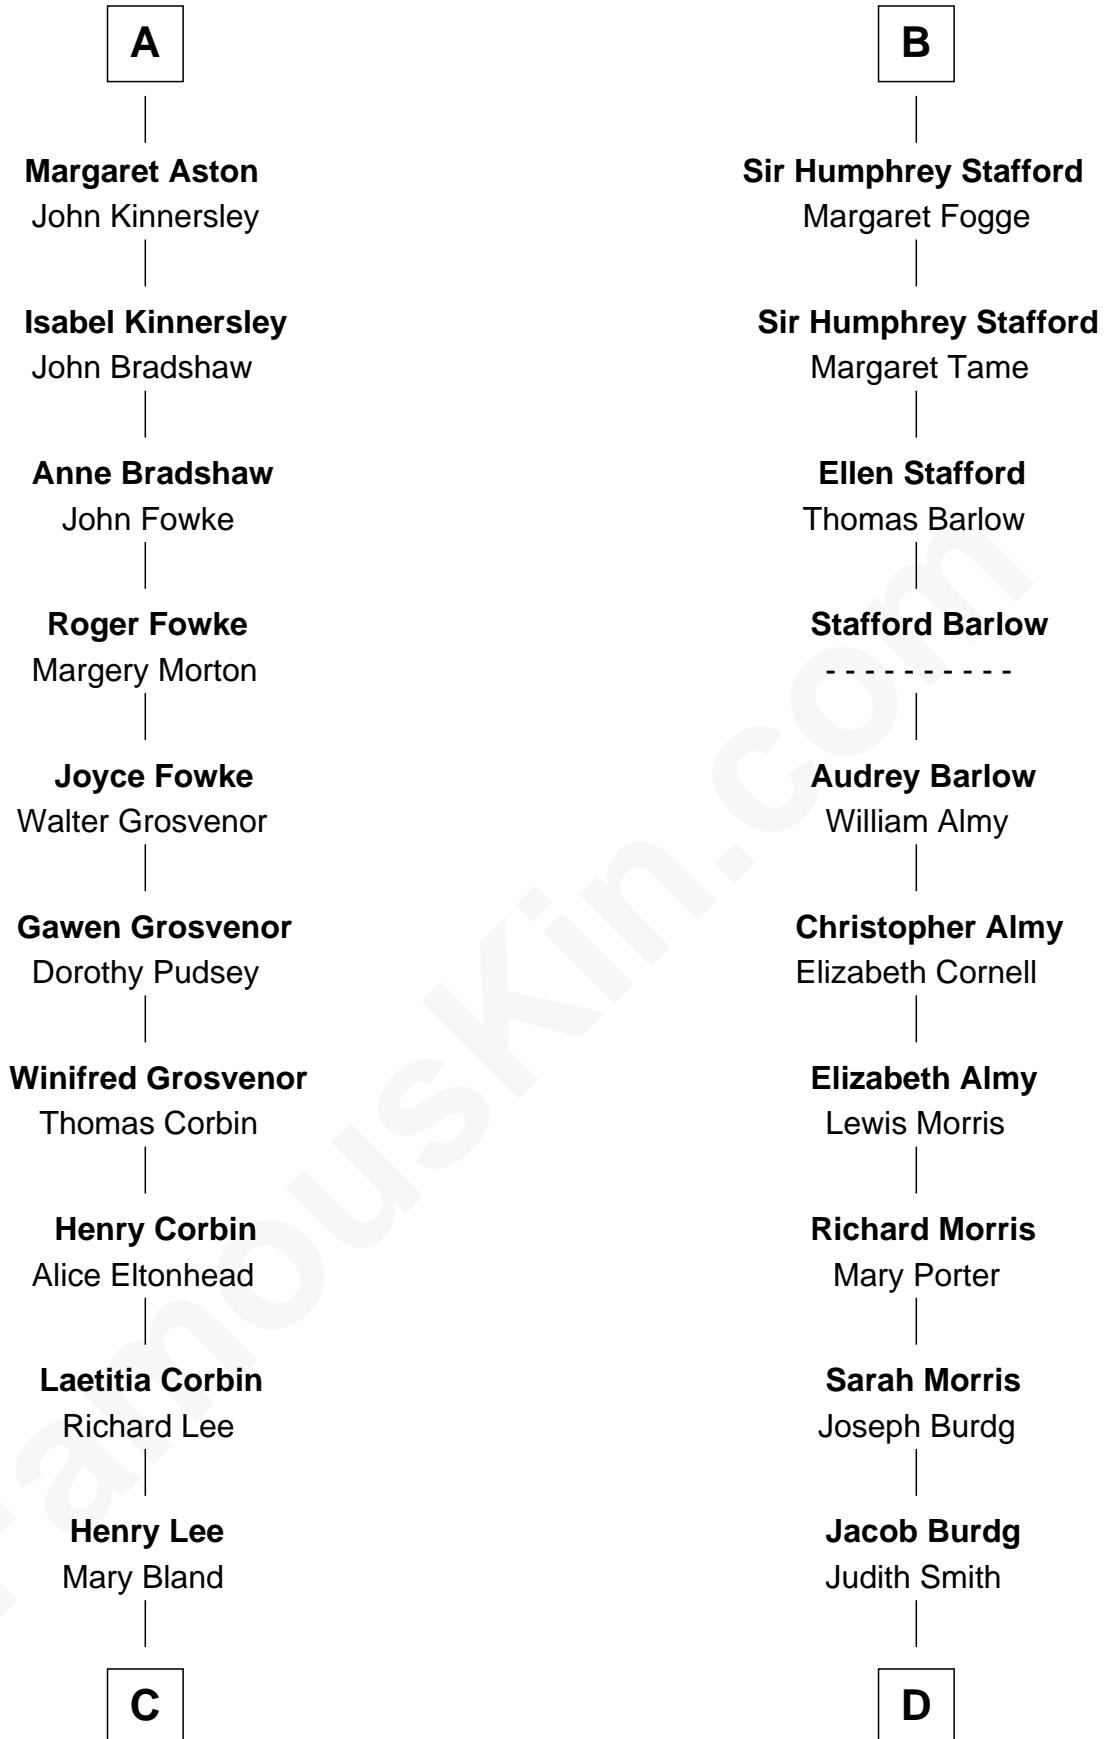 A
Margaret Aston
John Kinnersley
Isabel Kinnersley
John Bradshaw
Anne Bradshaw
John Fowke
Roger Fowke
Margery Morton
Joyce Fowke
Walter Grosvenor
Gawen Grosvenor
Dorothy Pudsey
Winifred Grosvenor
Thomas Corbin
Henry Corbin
Alice Eltonhead
Laetitia Corbin
Richard Lee
Henry Lee
Mary Bland
C
B
Sir Humphrey Stafford
Margaret Fogge
Sir Humphrey Stafford
Margaret Tame
Ellen Stafford
Thomas Barlow
Stafford Barlow
- - - - - - - - - -
Audrey Barlow
William Almy
Christopher Almy
Elizabeth Cornell
Elizabeth Almy
Lewis Morris
Richard Morris
Mary Porter
Sarah Morris
Joseph Burdg
Jacob Burdg
Judith Smith
D
FamousKin.com